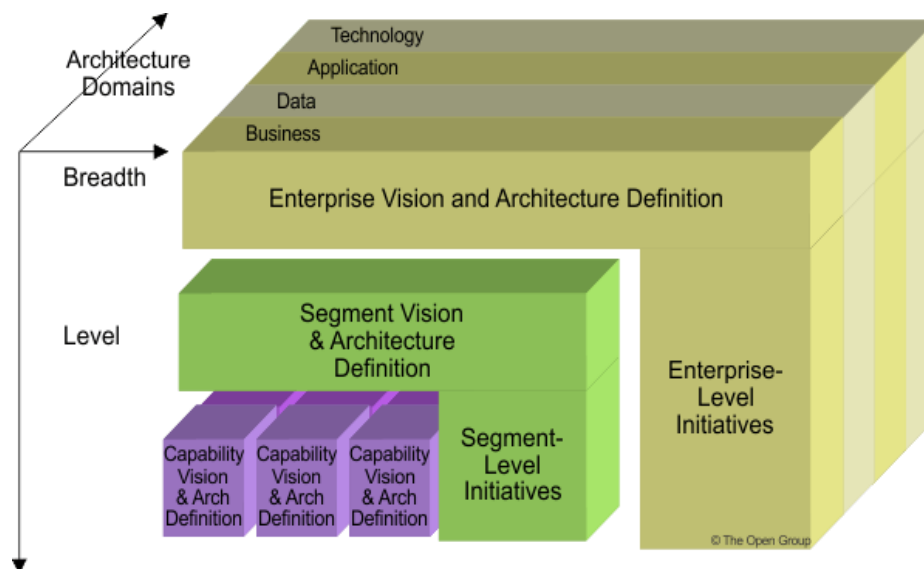 Technology
Architecture
Domains
Application
Data
Business
Breadth
Enterprise Vision and Architecture Definition
Level
Segment Vision
& Architecture
Definition
Enterprise-
Level
Initiatives
Capability
Vision
& Arch
Definition
Capability
Vision
& Arch
Definition
Capability
Vision
& Arch
Definition
Segment-
Level
Initiatives
© The Open Group